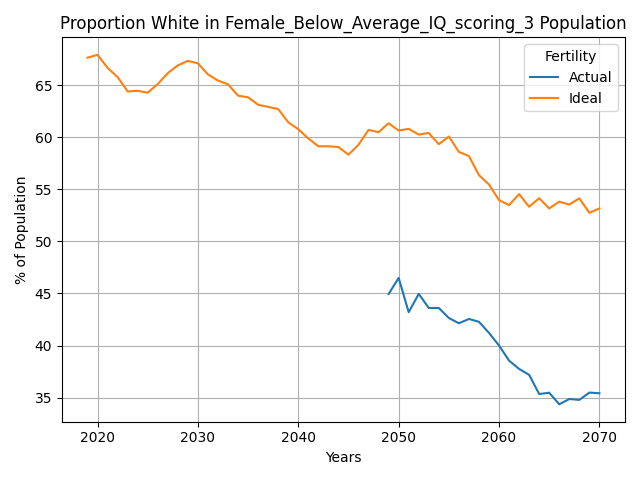 Proportion White in Female_Below_Average_IQ_scoring_3 Population
Fertility
Actual
Ideal
% of Population
65
60
55
50
45
40
35
2020 2030 2040 2050 2060 2070
Years